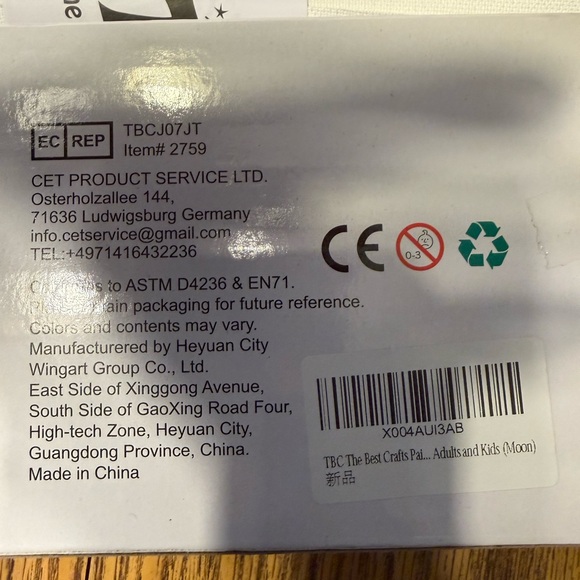 EC REP
TBCJ07JT
Item# 2759
CET PRODUCT SERVICE LTD.
Osterholzallee 144,
71636 Ludwigsburg Germany
info.cetservice@gmail.com
TEL:+4971416432236
to ASTM D4236 & EN71.
packaging for future reference.
Colors and contents may vary.
Manufacturered by Heyuan City
Wingart Group Co., Ltd.
East Side of Xinggong Avenue,
South Side of GaoXing Road Four,
High-tech Zone, Heyuan City,
Guangdong Province, China.
Made in China
CE
0-3
X004AUI3AB
TBC The Best Crafts Pai... Adults and Kids (Moon)
新品